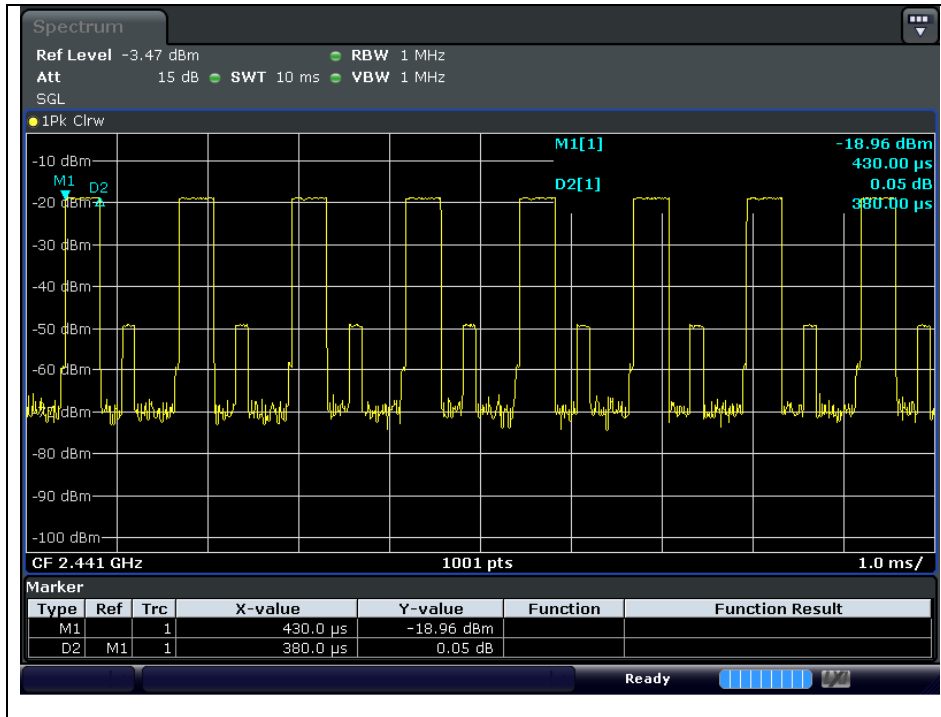 Spectrum
Ref Level -3.47 dBm RBW 1 MHz
Att 15 dB SWT 10 ms VBW 1 MHz
SGL
1Pk Clrw
M1[1] -18.96 dBm
430.00 µs
D2[1] 0.05 dB
380.00 µs
M1 D2
-10 dBm
-20 dBm
-30 dBm
-40 dBm
-50 dBm
-60 dBm
-70 dBm
-80 dBm
-90 dBm
-100 dBm
CF 2.441 GHz 1001 pts 1.0 ms/
Marker
Type Ref Trc X-value Y-value Function Function Result
M1 1 430.0 µs -18.96 dBm
D2 M1 1 380.0 µs 0.05 dB
Ready